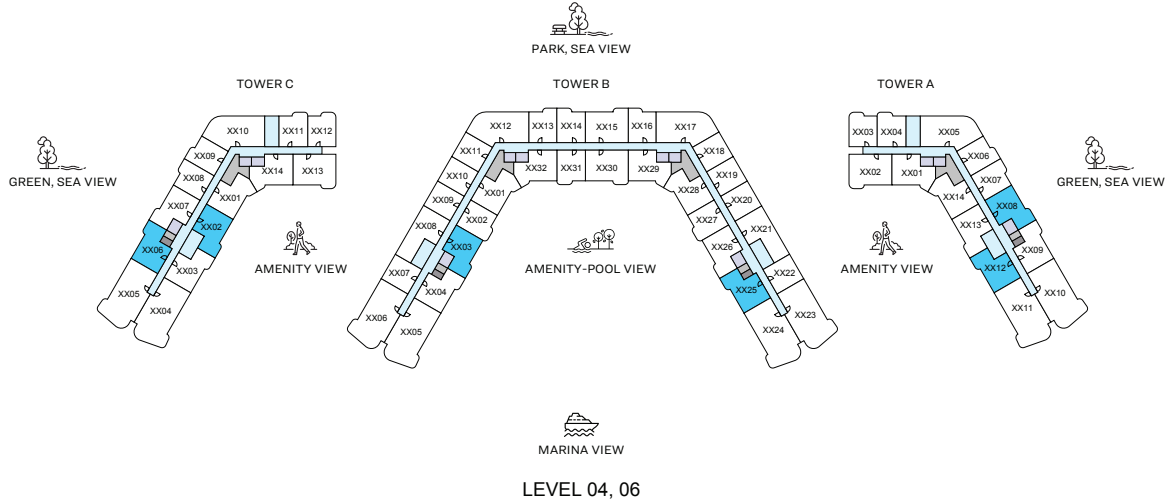 PARK, SEA VIEW
TOWER C
TOWER B
TOWER A
XX10
XX11
XX12
XX09
XX08
XX14
XX13
XX07
XX01
XX02
XX06
XX03
XX05
XX04
XX12
XX13
XX14
XX15
XX16
XX17
XX11
XX32
XX31
XX30
XX29
XX18
XX10
XX01
XX28
XX19
XX09
XX02
XX27
XX20
XX08
XX03
XX26
XX21
XX07
XX04
XX25
XX22
XX06
XX05
XX24
XX23
XX03
XX04
XX05
XX02
XX01
XX06
XX07
XX14
XX08
XX13
XX09
XX12
XX10
XX11
GREEN, SEA VIEW
GREEN, SEA VIEW
AMENITY VIEW
AMENITY-POOL VIEW
AMENITY VIEW
MARINA VIEW
LEVEL 04, 06